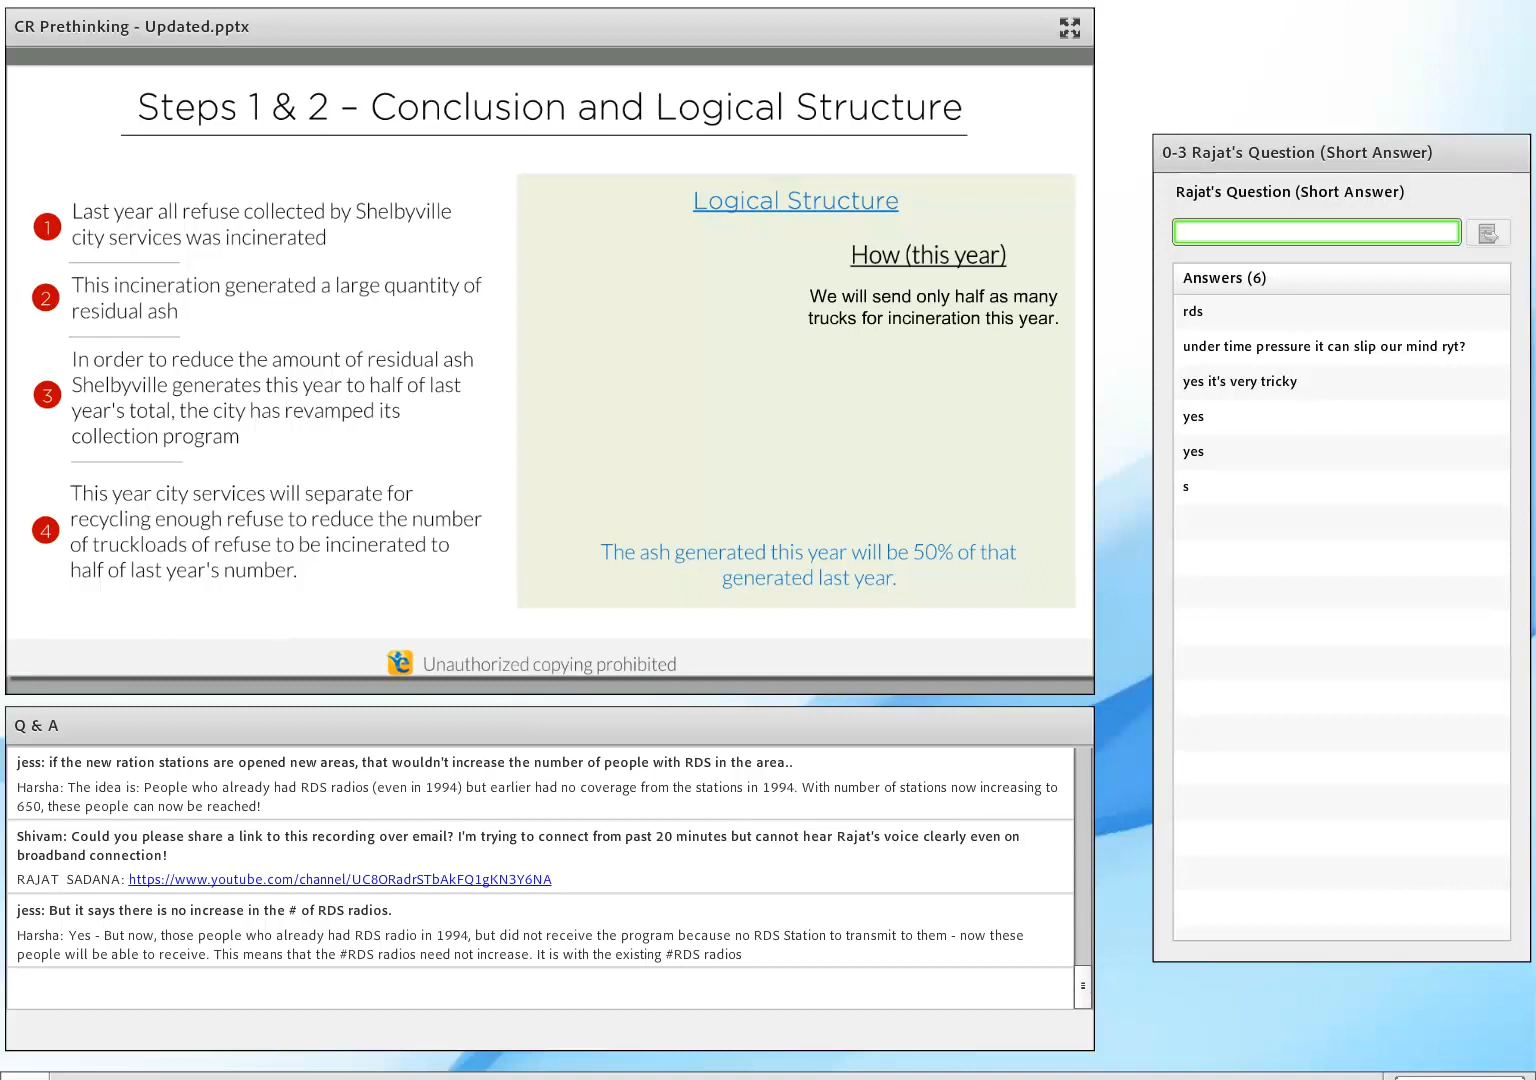 CR Prethinking - Updated.pptx
Steps 1 & 2 – Conclusion and Logical Structure
1
Last year all refuse collected by Shelbyville
city services was incinerated
2
This incineration generated a large quantity of
residual ash
3
In order to reduce the amount of residual ash
Shelbyville generates this year to half of last
year's total, the city has revamped its
collection program
4
This year city services will separate for
recycling enough refuse to reduce the number
of truckloads of refuse to be incinerated to
half of last year's number.
Logical Structure
How (this year)
We will send only half as many
trucks for incineration this year.
The ash generated this year will be 50% of that
generated last year.
Unauthorized copying prohibited
Q & A
jess: if the new ration stations are opened new areas, that wouldn't increase the number of people with RDS in the area..
Harsha: The idea is: People who already had RDS radios (even in 1994) but earlier had no coverage from the stations in 1994. With number of stations now increasing to
650, these people can now be reached!
Shivam: Could you please share a link to this recording over email? I'm trying to connect from past 20 minutes but cannot hear Rajat's voice clearly even on
broadband connection!
RAJAT SADANA: https://www.youtube.com/channel/UC8ORadrSTbAkFQ1gKN3Y6NA
jess: But it says there is no increase in the # of RDS radios.
Harsha: Yes - But now, those people who already had RDS radio in 1994, but did not receive the program because no RDS Station to transmit to them - now these
people will be able to receive. This means that the #RDS radios need not increase. It is with the existing #RDS radios
0-3 Rajat's Question (Short Answer)
Rajat's Question (Short Answer)
Answers (6)
rds
under time pressure it can slip our mind ryt?
yes it's very tricky
yes
yes
s